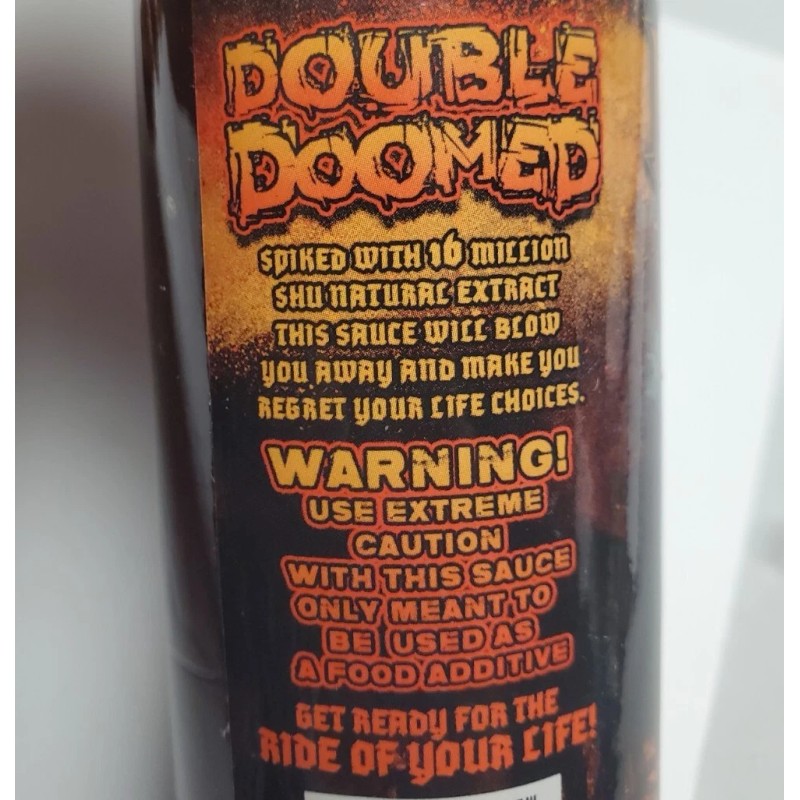 DOUBLE
DOOMED
SPIKED WITH 16 MILLION
SHU NATURAL EXTRACT
THIS SAUCE WILL BLOW
YOU AWAY AND MAKE YOU
REGRET YOUR LIFE CHOICES.
WARNING!
USE EXTREME
CAUTION
WITH THIS SAUCE
ONLY MEANT TO
BE USED AS
A FOOD ADDITIVE
GET READY FOR THE
RIDE OF YOUR LIFE!